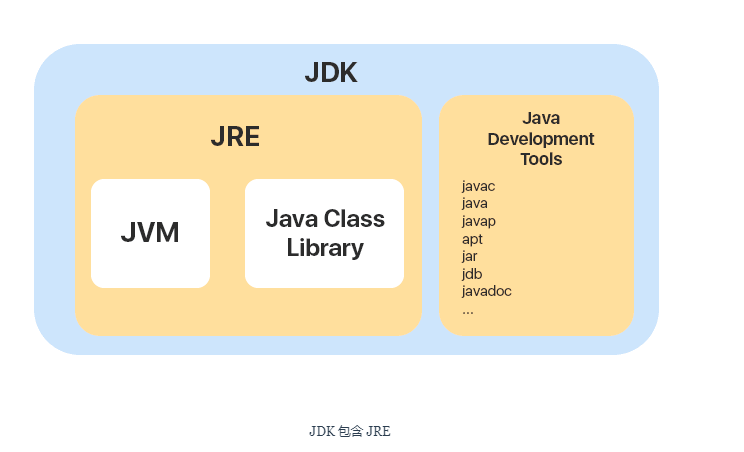 JDK
JRE
JVM
Java Class
Library
Java
Development
Tools
javac
java
javap
apt
jar
jdb
javadoc
...
JDK 包含 JRE